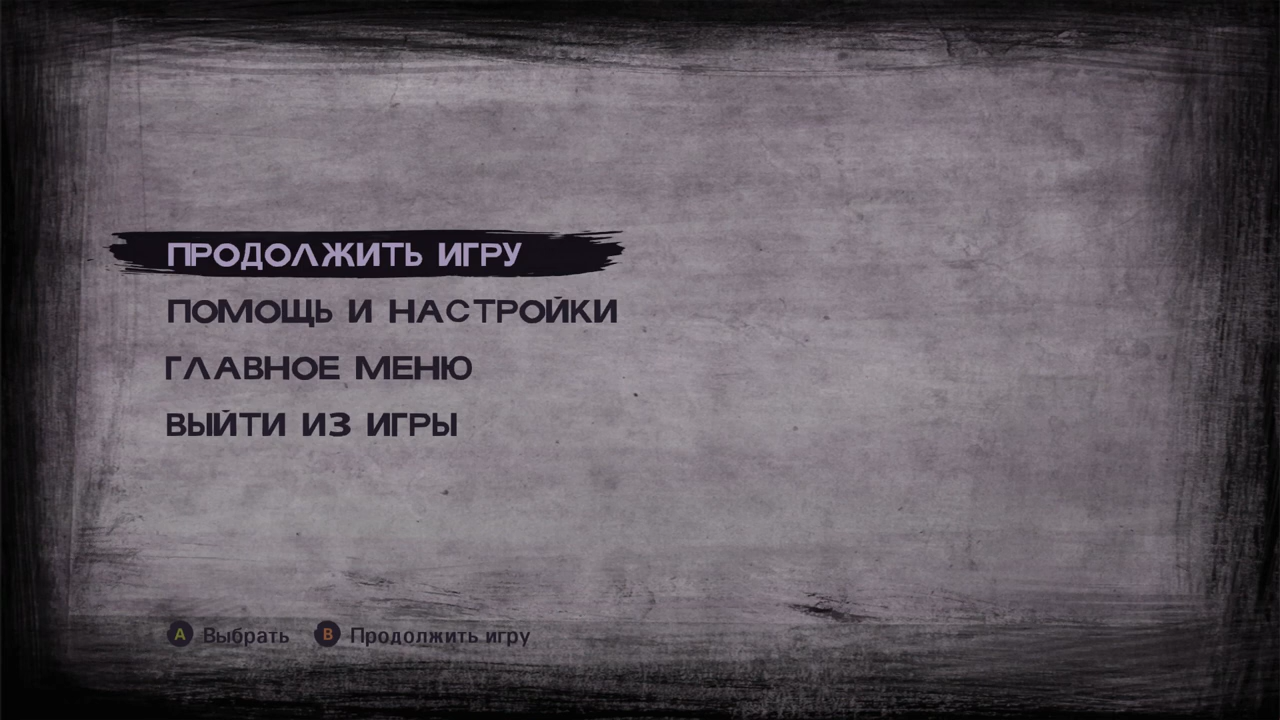 ПРОДОЛЖИТЬ ИГРУ
ПОМОЩЬ И НАСТРОЙКИ
ГЛАВНОЕ МЕНЮ
ВЫЙТИ ИЗ ИГРЫ
A Выбрать B Продолжить игру